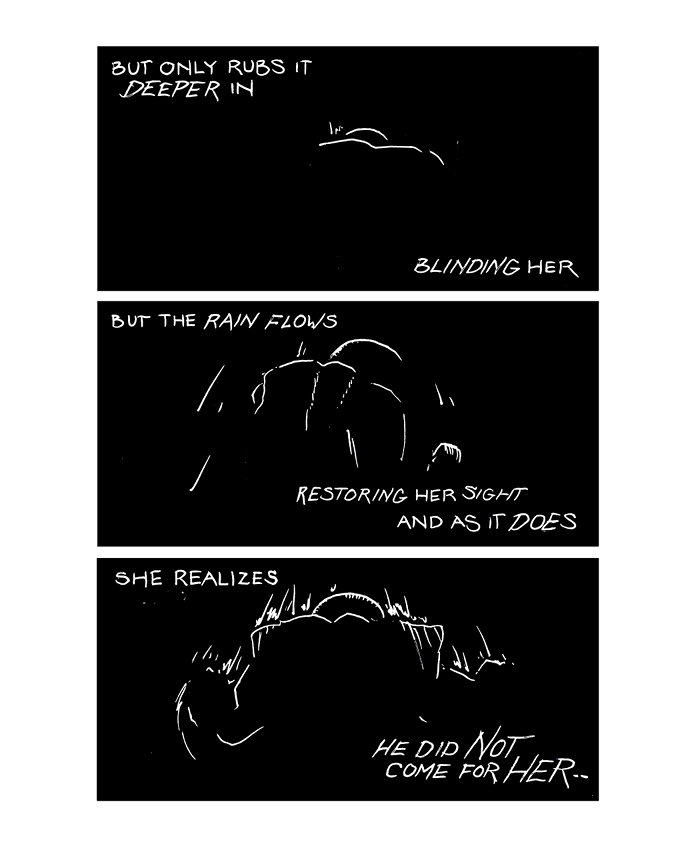 BUT ONLY RUBS IT
DEEPER IN
BLINDING HER
BUT THE RAIN FLOWS
RESTORING HER SIGHT
AND AS IT DOES
SHE REALIZES
HE DID NOT
COME FOR HER--